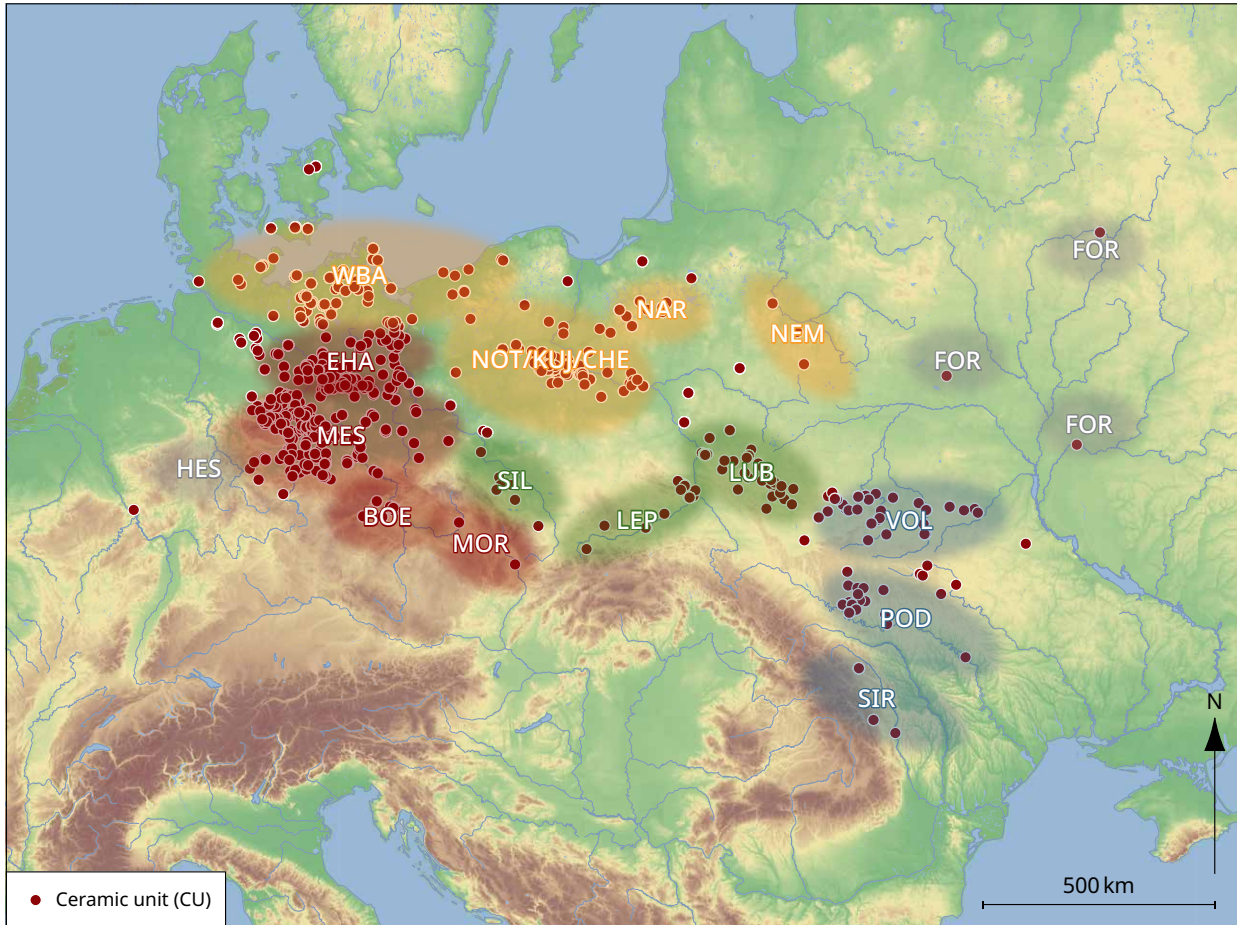 FOR
WBA
NAR
NEM
NOT/KUJ/CHE
EHA
FOR
FOR
MES
HES
LUB
SIL
BOE
LEP
VOL
MOR
POD
SIR
N
500 km
Ceramic unit (CU)